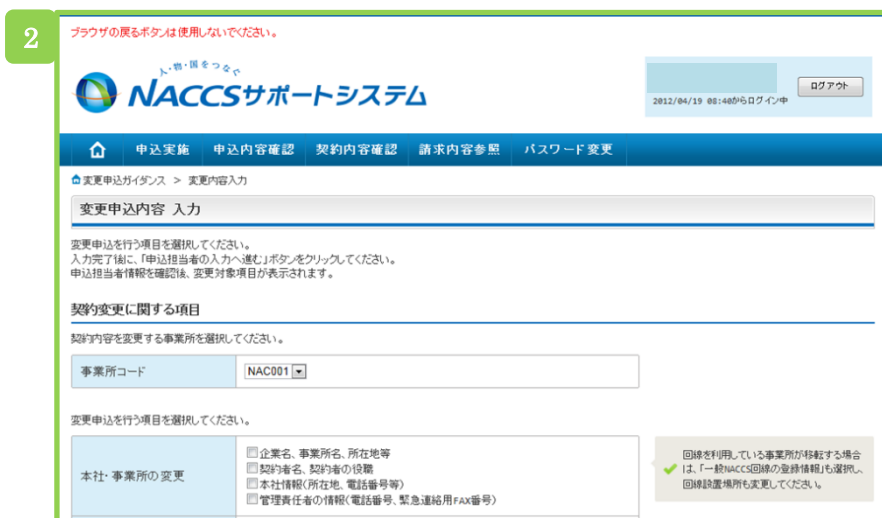 2
ブラウザの戻るボタンは使用しないでください。
人・物・国をつなぐ
NACCSサポートシステム
ログアウト
2012/04/19 08:40からログイン中
申込実施 申込内容確認 契約内容確認 請求内容参照 パスワード変更
変更申込ガイダンス > 変更内容入力
変更申込内容 入力
変更申込を行う項目を選択してください。
入力完了後に、「申込担当者の入力へ進む」ボタンをクリックしてください。
申込担当者情報を確認後、変更対象項目が表示されます。
契約変更に関する項目
契約内容を変更する事業所を選択してください。
事業所コード NAC001
変更申込を行う項目を選択してください。
本社・事業所の変更
企業名、事業所名、所在地等
契約者名、契約者の役職
本社情報(所在地、電話番号等)
管理責任者の情報(電話番号、緊急連絡用FAX番号)
回線を利用している事業所が移転する場合
は、「一般NACCS回線の登録情報」も選択し、
回線設置場所も変更してください。